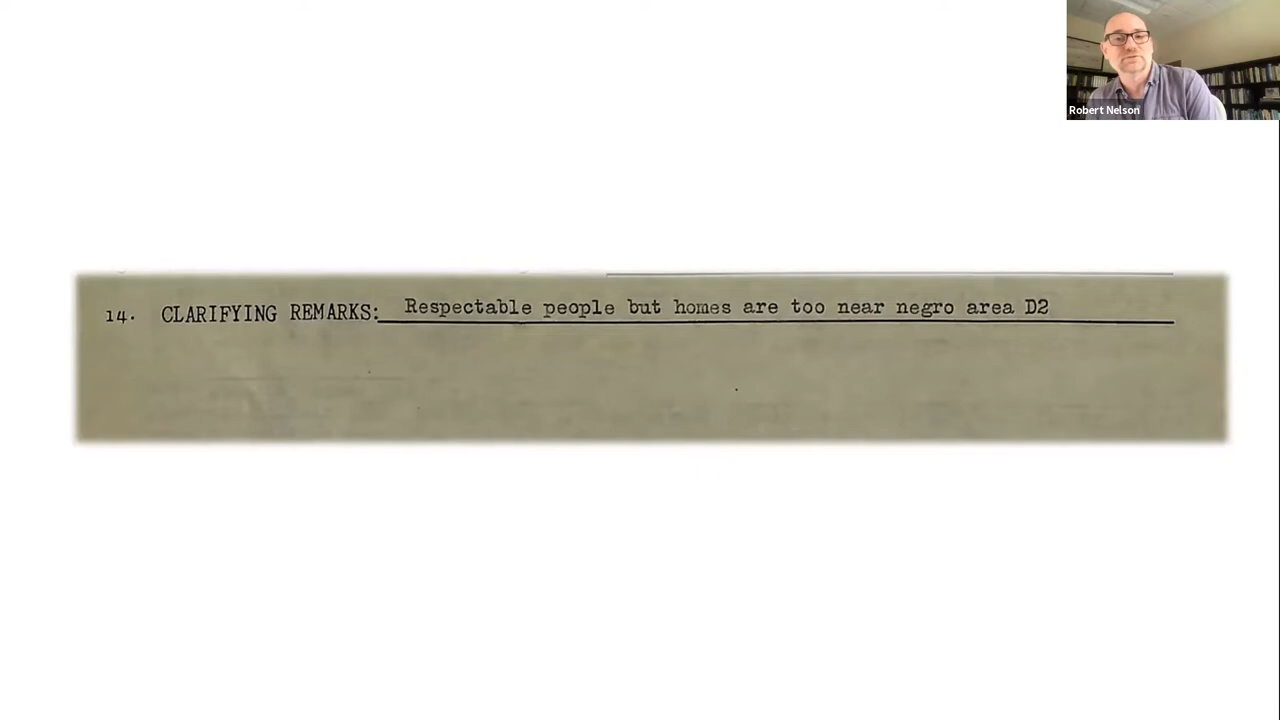 Robert Nelson
14. CLARIFYING REMARKS: Respectable people but homes are too near negro area D2